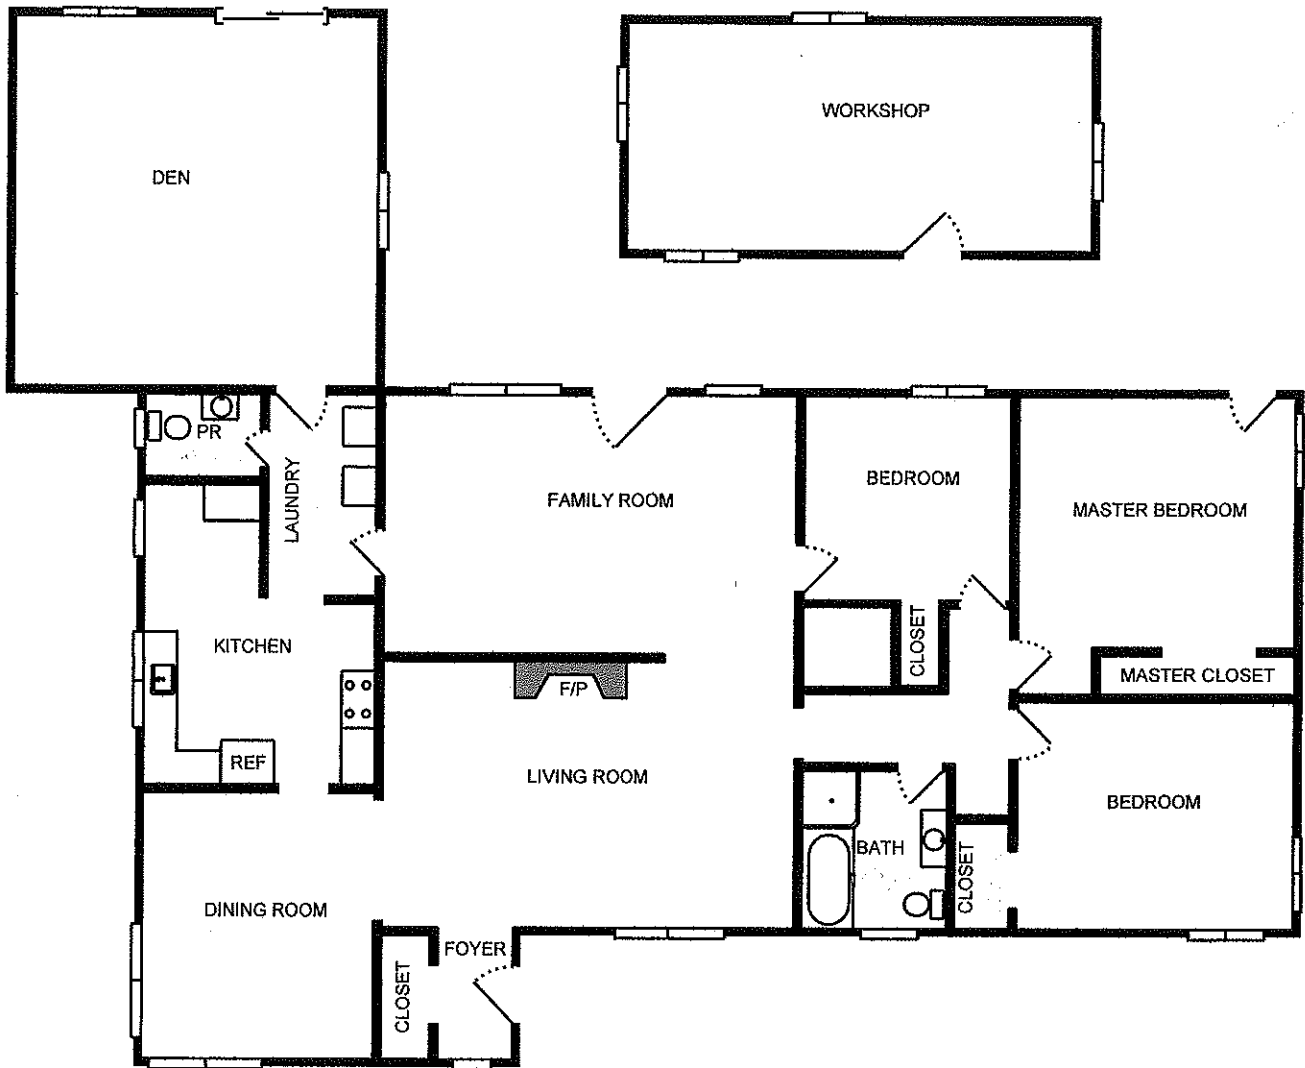 WORKSHOP
DEN
PR
LAUNDRY
FAMILY ROOM
BEDROOM
MASTER BEDROOM
KITCHEN
CLOSET
MASTER CLOSET
F/P
REF
LIVING ROOM
BEDROOM
BATH
CLOSET
DINING ROOM
FOYER
CLOSET